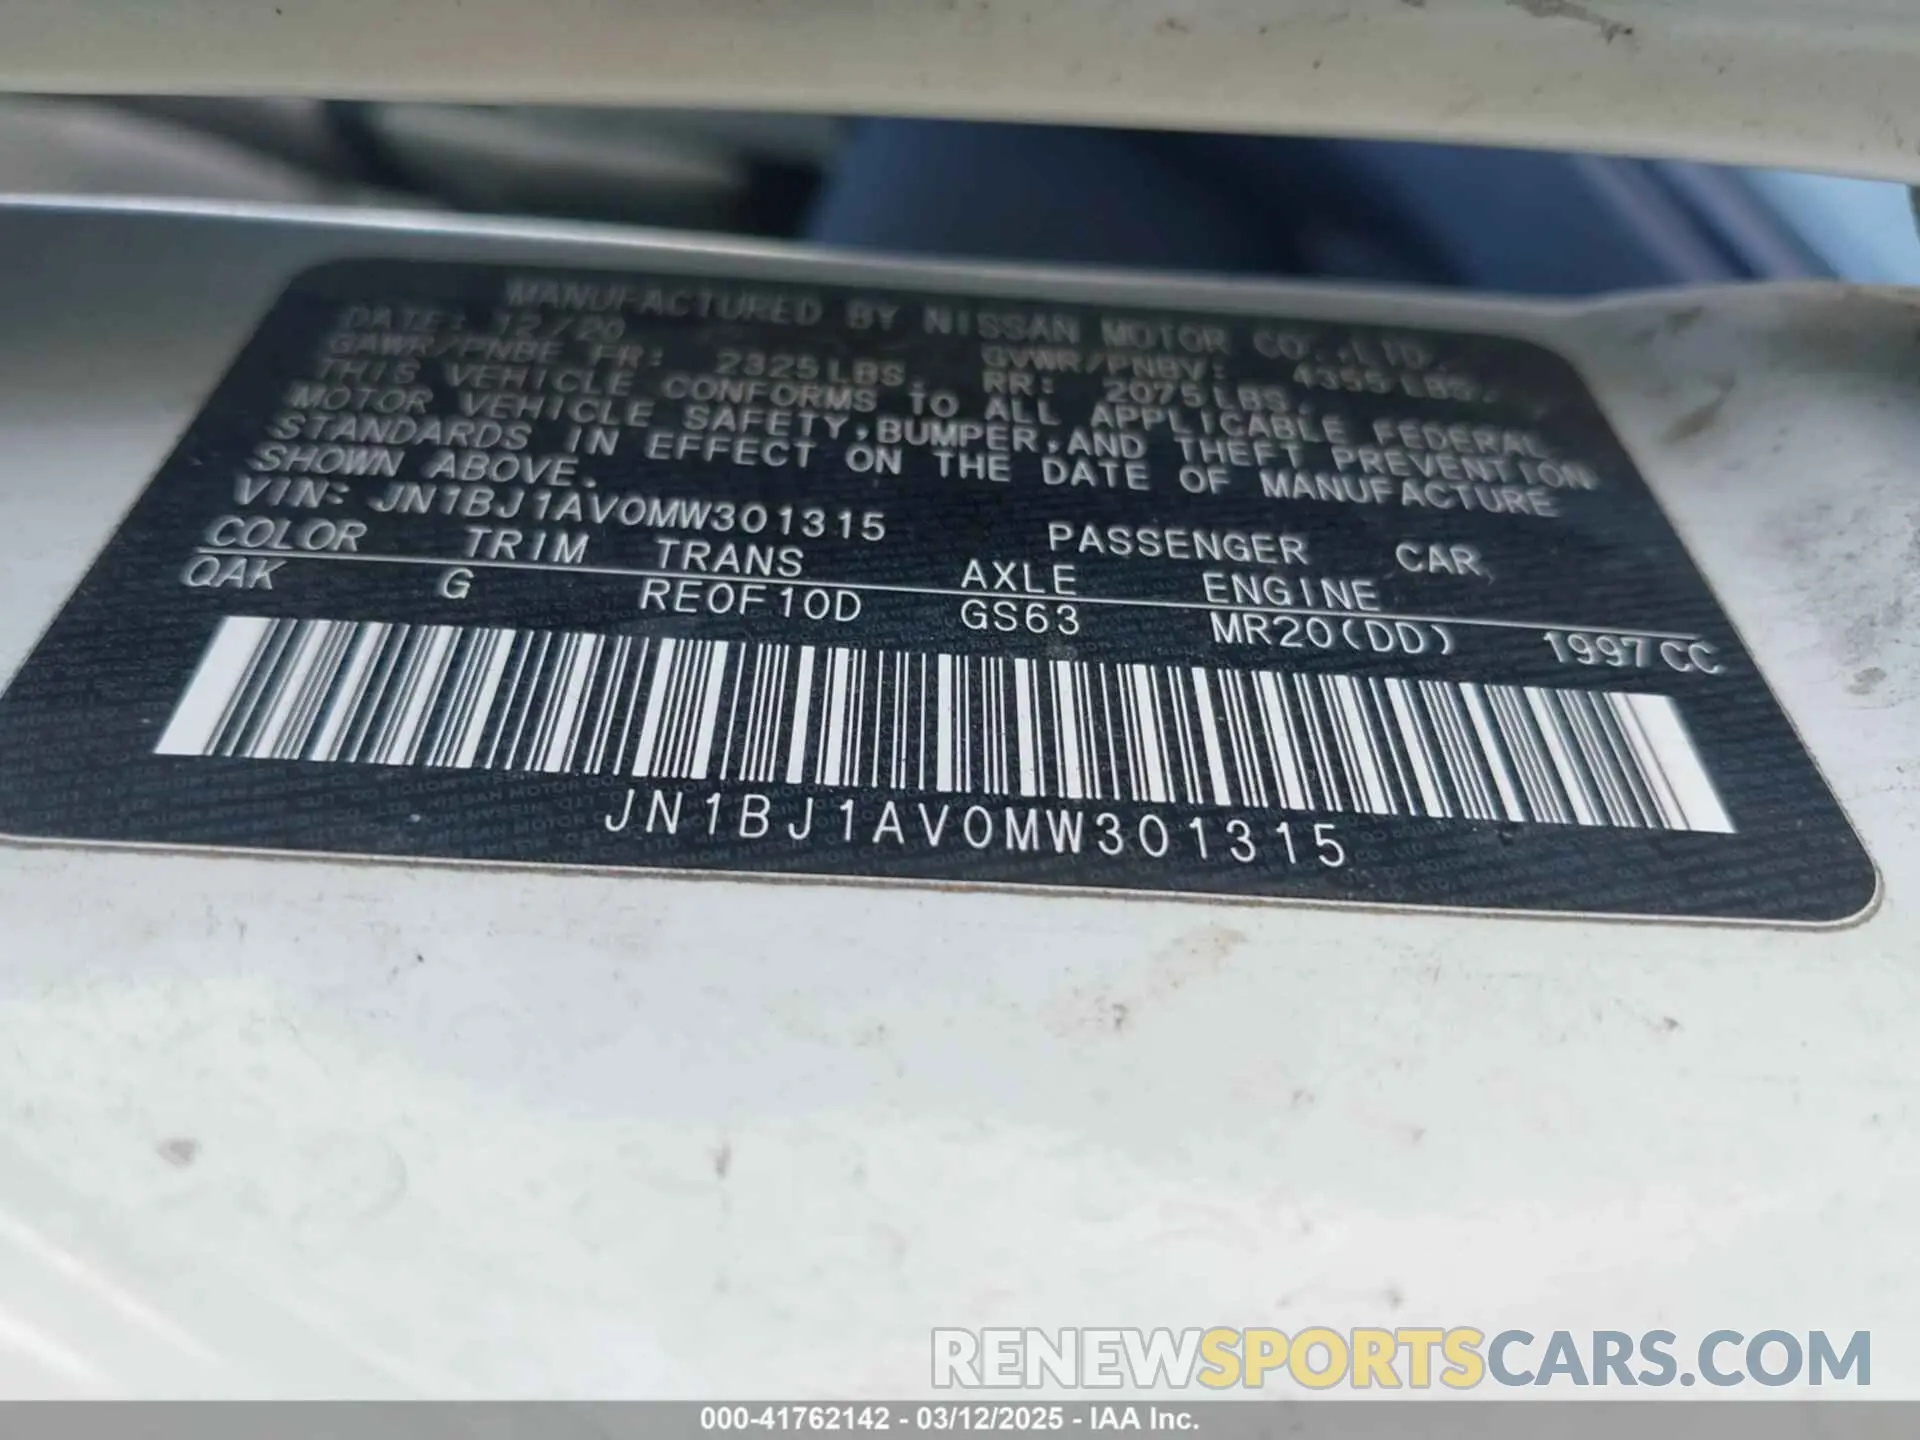 MANUFACTURED BY NISSAN MOTOR CO.,LTD.
DATE: 12/20
GAWR/PNBE FR: 2325LBS. GVWR/PNBV: 4355LBS.
RR: 2075LBS.
THIS VEHICLE CONFORMS TO ALL APPLICABLE FEDERAL
MOTOR VEHICLE SAFETY,BUMPER,AND THEFT PREVENTION
STANDARDS IN EFFECT ON THE DATE OF MANUFACTURE
SHOWN ABOVE.
VIN: JN1BJ1AV0MW301315 PASSENGER CAR
COLOR TRIM TRANS AXLE ENGINE
QAK G RE0F10D GS63 MR20(DD) 1997CC
JN1BJ1AV0MW301315
RENEWSPORTSCARS.COM
000-41762142 - 03/12/2025 - IAA Inc.